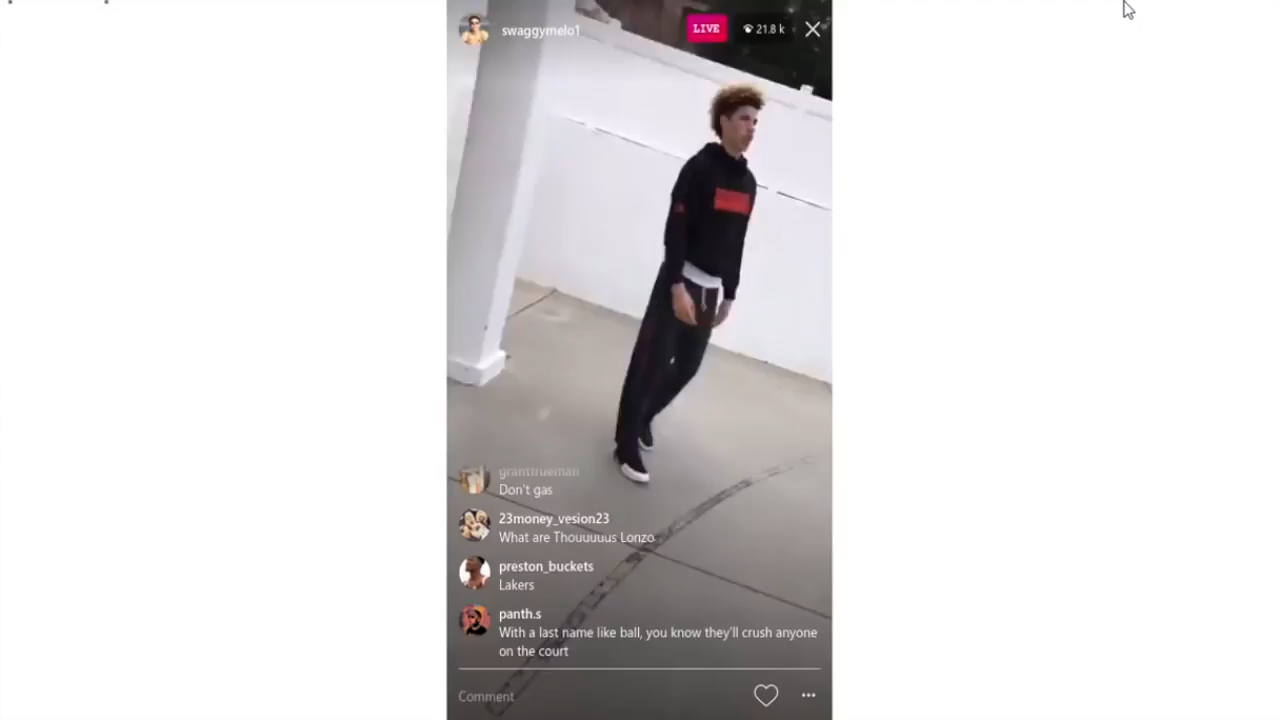 swaggymelo1
LIVE
21.8 k
granttrueman
Don't gas
23money_vesion23
What are Thouuuuus Lonzo
preston_buckets
Lakers
panth.s
With a last name like ball, you know they'll crush anyone
on the court
Comment